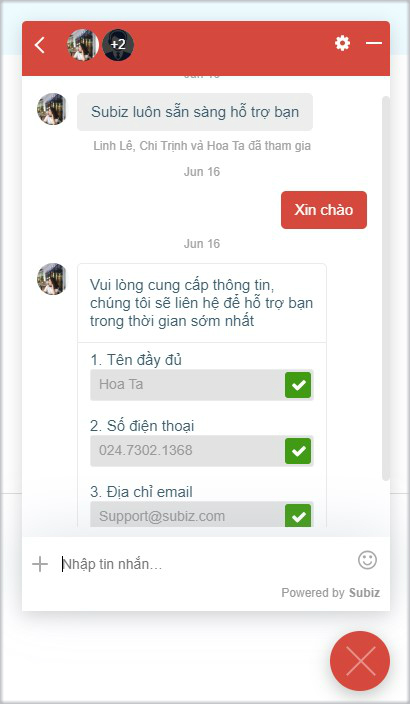 +2
Jun 16
Subiz luôn sẵn sàng hỗ trợ bạn
Linh Lê, Chi Trịnh và Hoa Ta đã tham gia
Jun 16
Xin chào
Jun 16
Vui lòng cung cấp thông tin,
chúng tôi sẽ liên hệ để hỗ trợ bạn
trong thời gian sớm nhất
1. Tên đầy đủ
Hoa Ta
2. Số điện thoại
024.7302.1368
3. Địa chỉ email
Support@subiz.com
Nhập tin nhắn...
Powered by Subiz